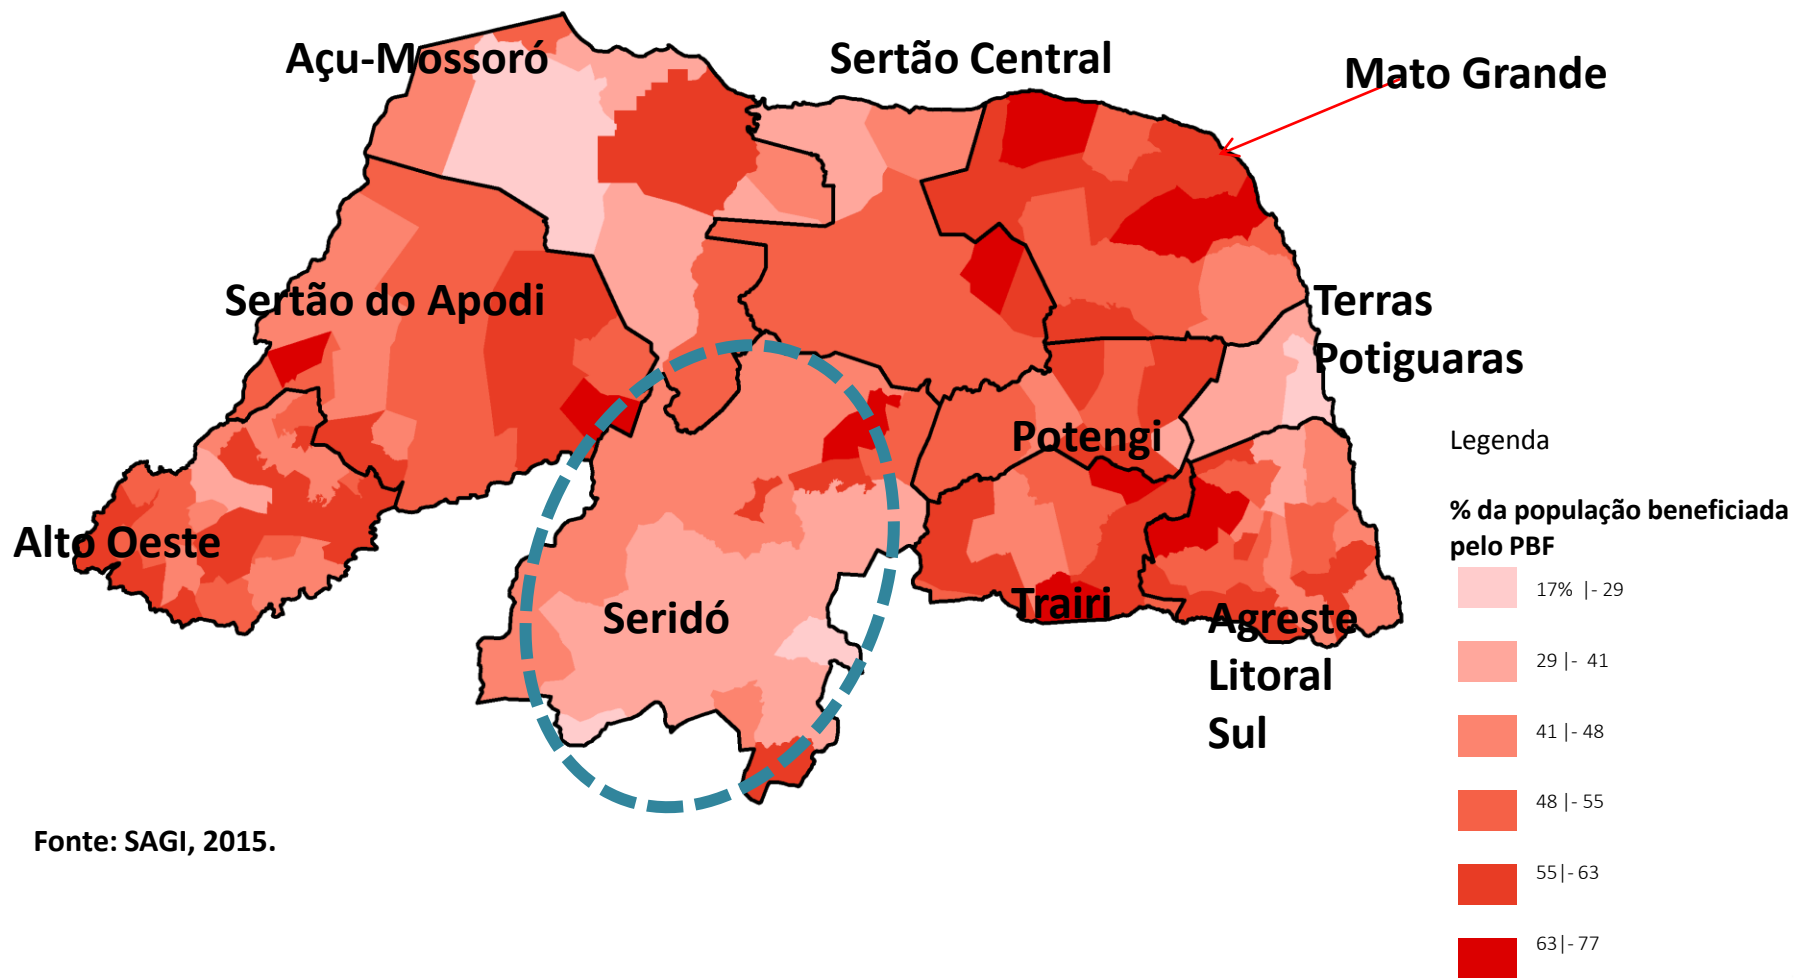 Açu-Mossoró
Sertão Central
Mato Grande
Sertão do Apodi
Terras
Potiguaras
Potengi
Alto Oeste
Seridó
Trairi
Agreste
Litoral
Sul
Legenda
% da população beneficiada
pelo PBF
17% |- 29
29 |- 41
41 |- 48
48 |- 55
55|- 63
63|- 77
Fonte: SAGI, 2015.